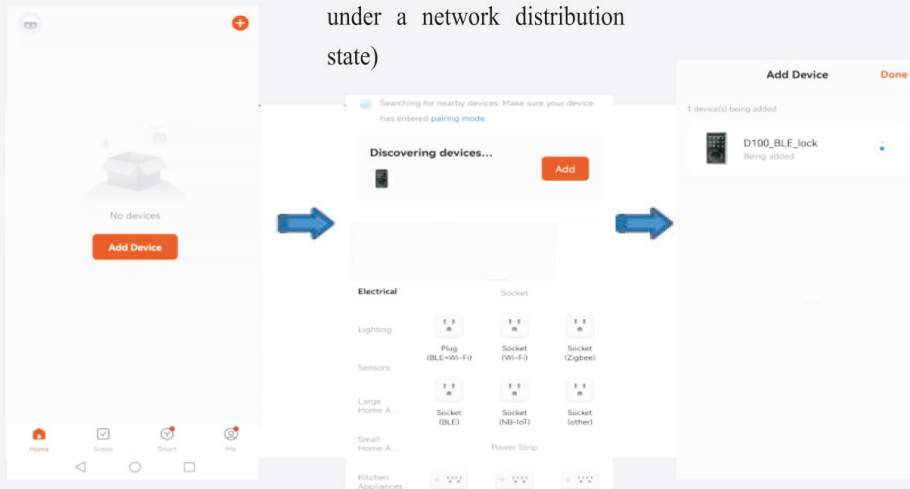 under a network distribution
state)
No devices
Add Device
Home
Scene
Smart
Me
Searching for nearby devices. Make sure your device
has entered pairing mode.
Discovering devices...
Add
Electrical
Socket
Lighting
Plug
(BLE+Wi-Fi)
Socket
(Wi-Fi)
Socket
(Zigbee)
Sensors
Large
Home A...
Socket
(BLE)
Socket
(NB-IoT)
Socket
(other)
Small
Home A...
Power Strip
Kitchen
Appliances
Add Device
Done
1 device(s) being added
D100_BLE_lock
Being added